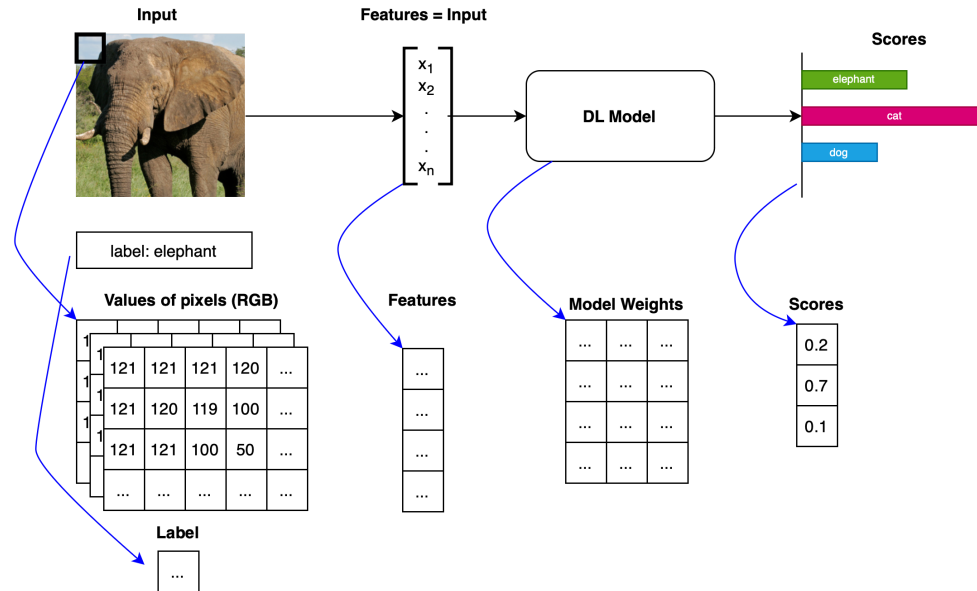 Input
Features = Input
Scores
x1
x2
.
.
.
xn
DL Model
elephant
cat
dog
label: elephant
Values of pixels (RGB)
121 121 121 120 ...
121 120 119 100 ...
121 121 100 50 ...
... ... ... ... ...
Features
...
...
...
...
Model Weights
... ... ...
... ... ...
... ... ...
... ... ...
Scores
0.2
0.7
0.1
Label
...